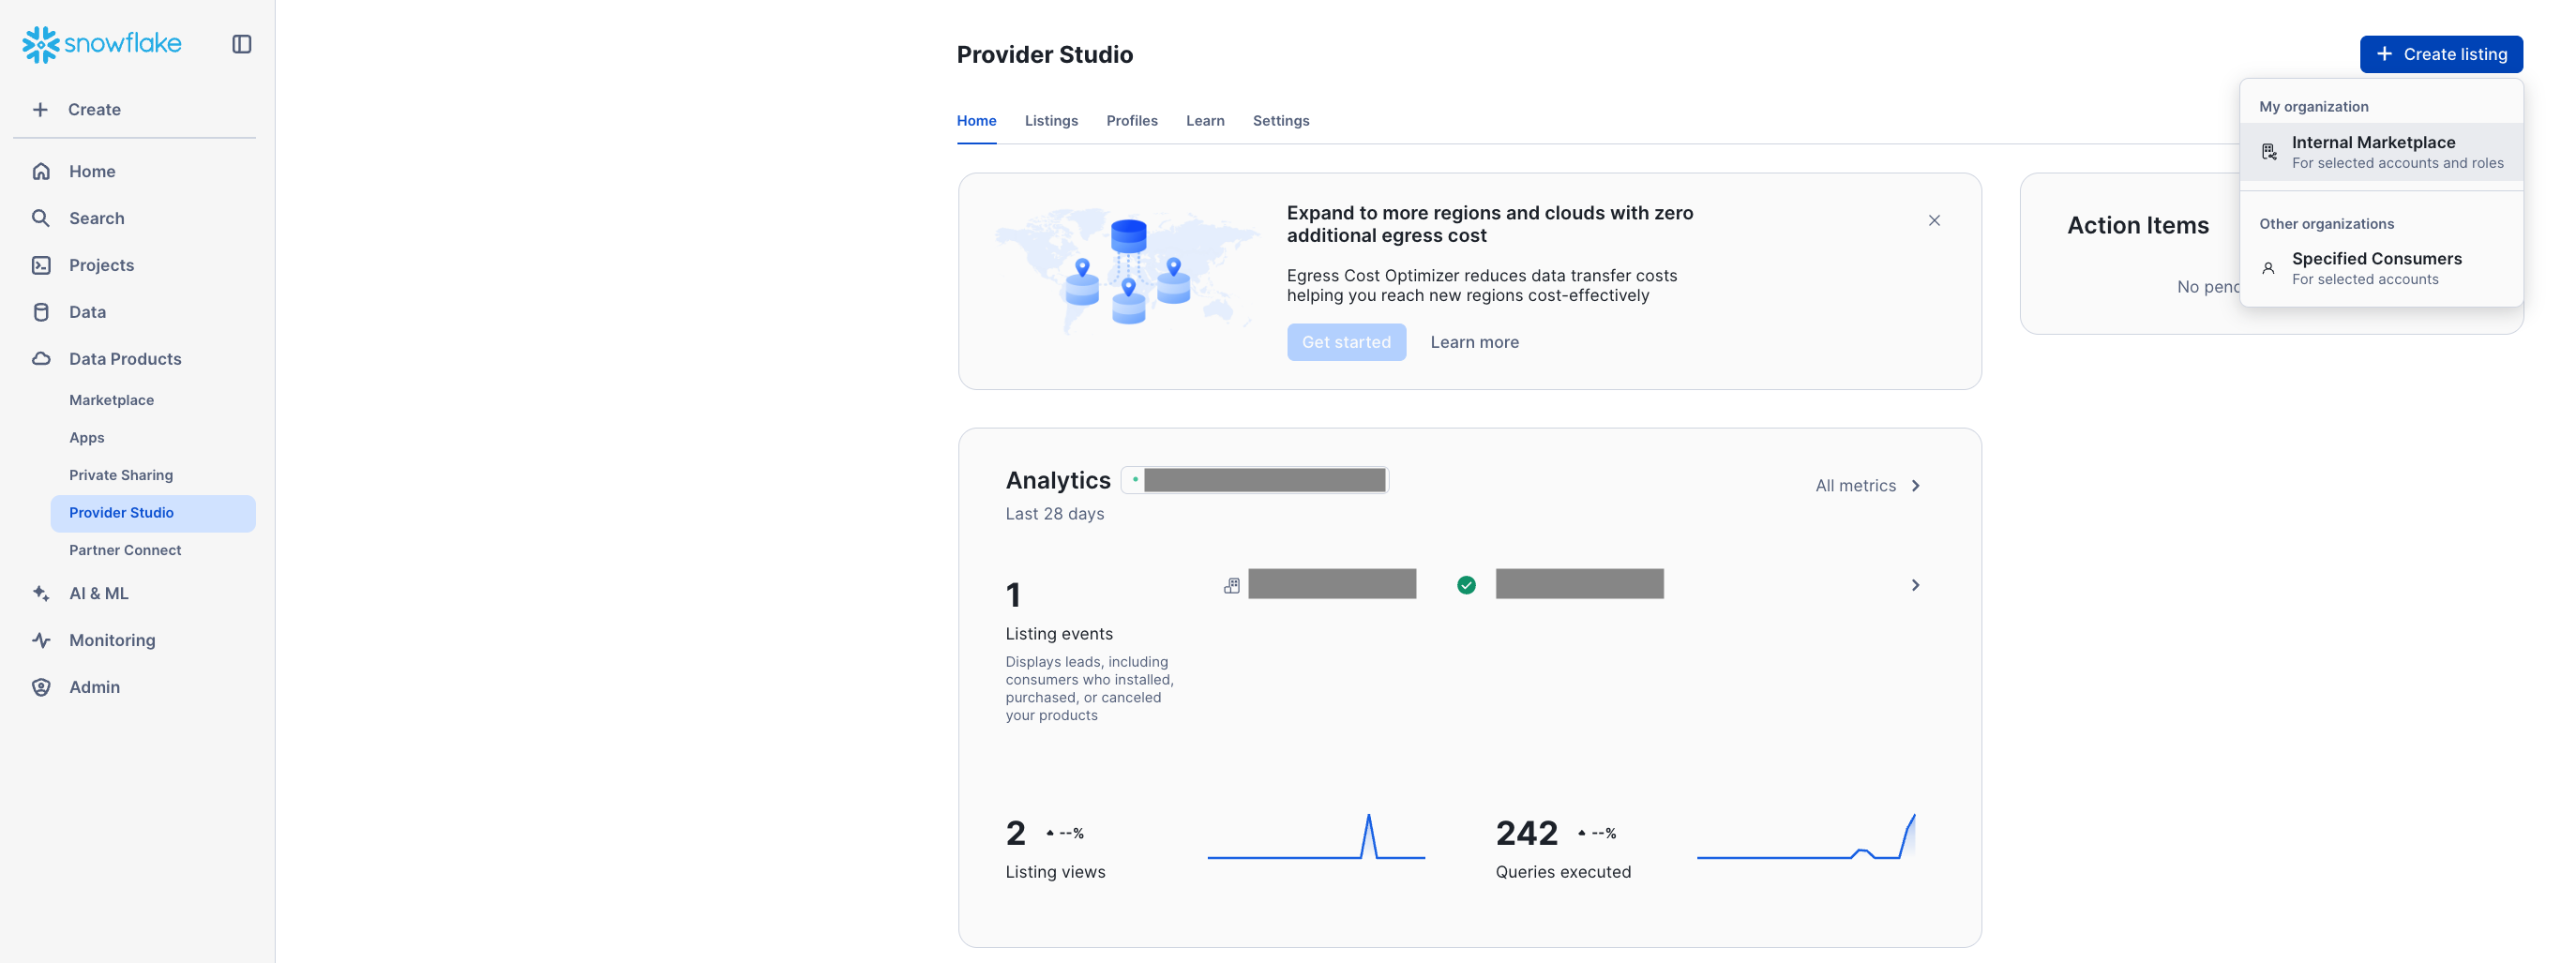 snowflake
Create
Home
Search
Projects
Data
Data Products
Marketplace
Apps
Private Sharing
Provider Studio
Partner Connect
AI & ML
Monitoring
Admin
Provider Studio
Create listing
Home Listings Profiles Learn Settings
My organization
Internal Marketplace
For selected accounts and roles
Other organizations
Specified Consumers
For selected accounts
Expand to more regions and clouds with zero
additional egress cost
Egress Cost Optimizer reduces data transfer costs
helping you reach new regions cost-effectively
Get started Learn more
Action Items
No
Analytics
Last 28 days
All metrics
1
Listing events
Displays leads, including
consumers who installed,
purchased, or canceled
your products
2 --%
Listing views
242 --%
Queries executed